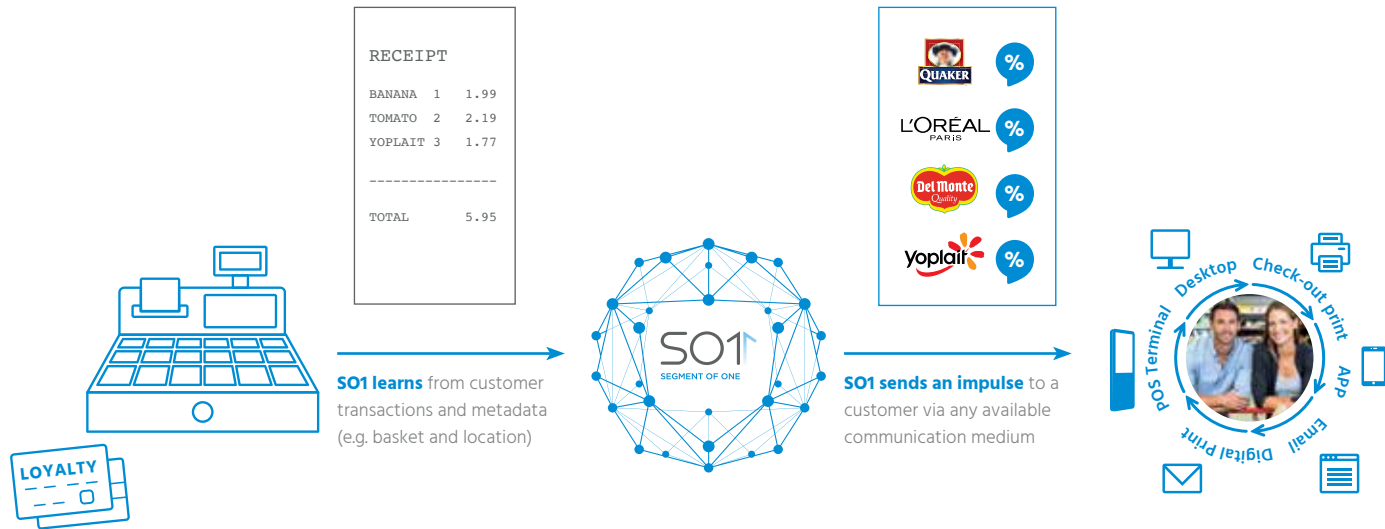 RECEIPT
BANANA 1 1.99
TOMATO 2 2.19
YOPLAIT 3 1.77
----------------
TOTAL 5.95
LOYALTY
SO1 learns from customer
transactions and metadata
(e.g. basket and location)
SO1
SEGMENT OF ONE
QUAKER
%
L'ORÉAL
PARiS
%
Del Monte
Quality
%
yoplait
%
SO1 sends an impulse to a
customer via any available
communication medium
Desktop
Check-out print
App
Email
Digital Print
POS Terminal